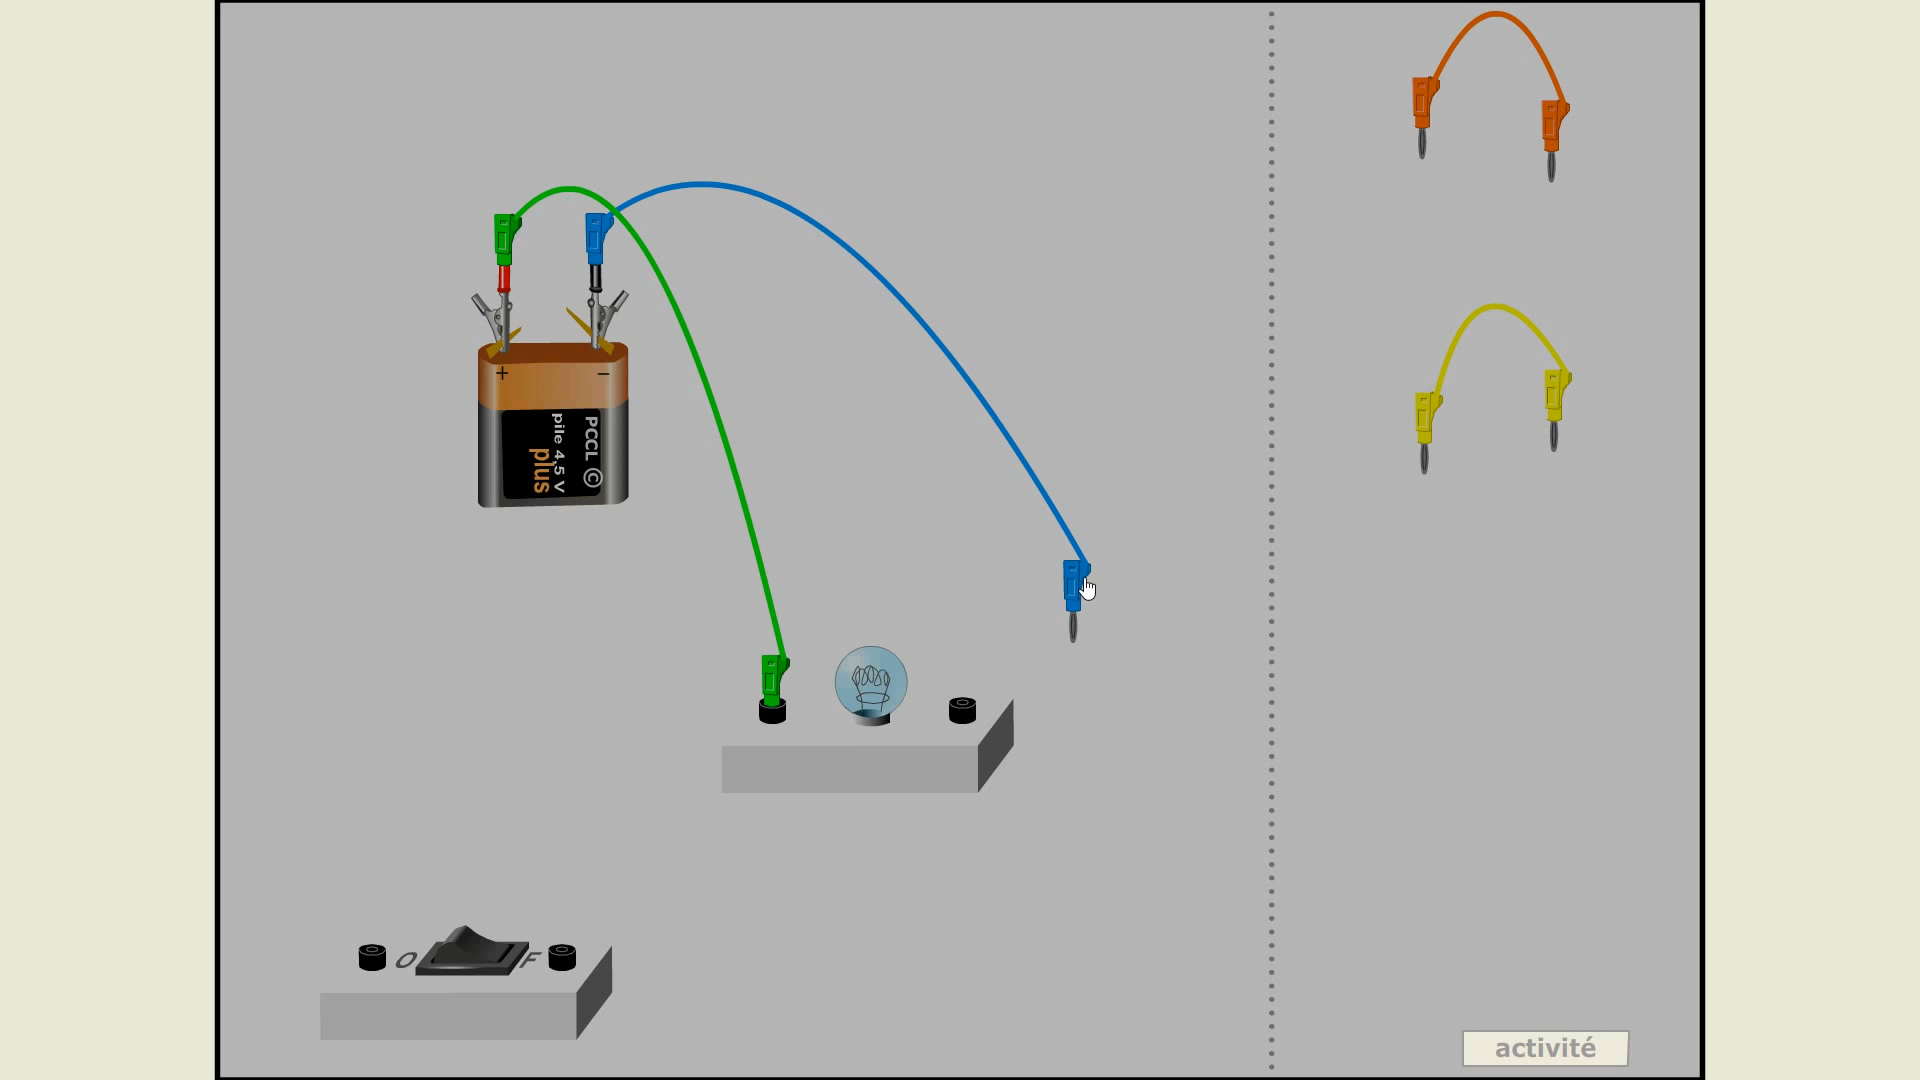 + −
PCCL ©
pile 4,5 V
plus
O F
activité